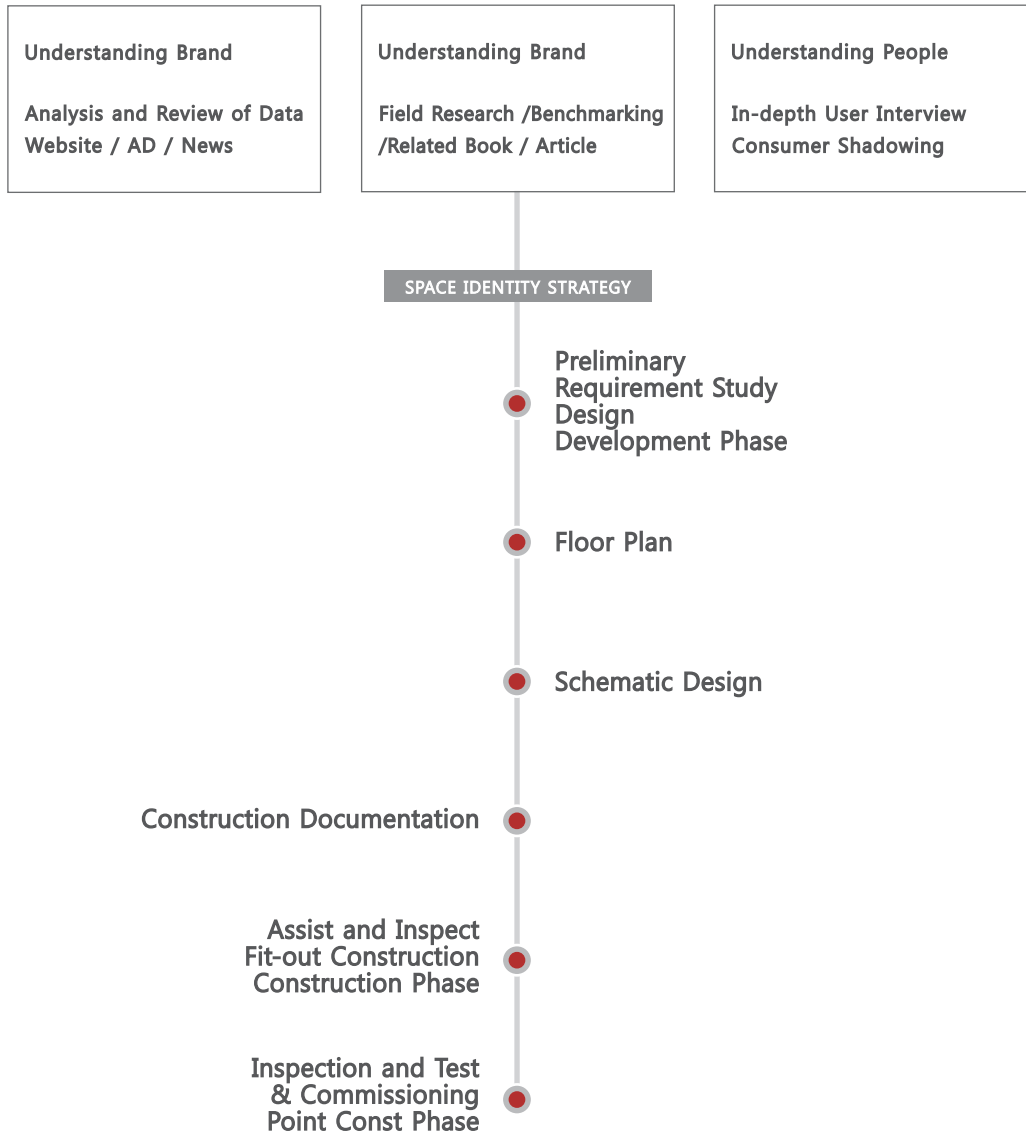 Understanding Brand
Analysis and Review of Data
Website / AD / News
Understanding Brand
Field Research /Benchmarking
/Related Book / Article
Understanding People
In-depth User Interview
Consumer Shadowing
SPACE IDENTITY STRATEGY
Preliminary
Requirement Study
Design
Development Phase
Floor Plan
Schematic Design
Construction Documentation
Assist and Inspect
Fit-out Construction
Construction Phase
Inspection and Test
& Commissioning
Point Const Phase